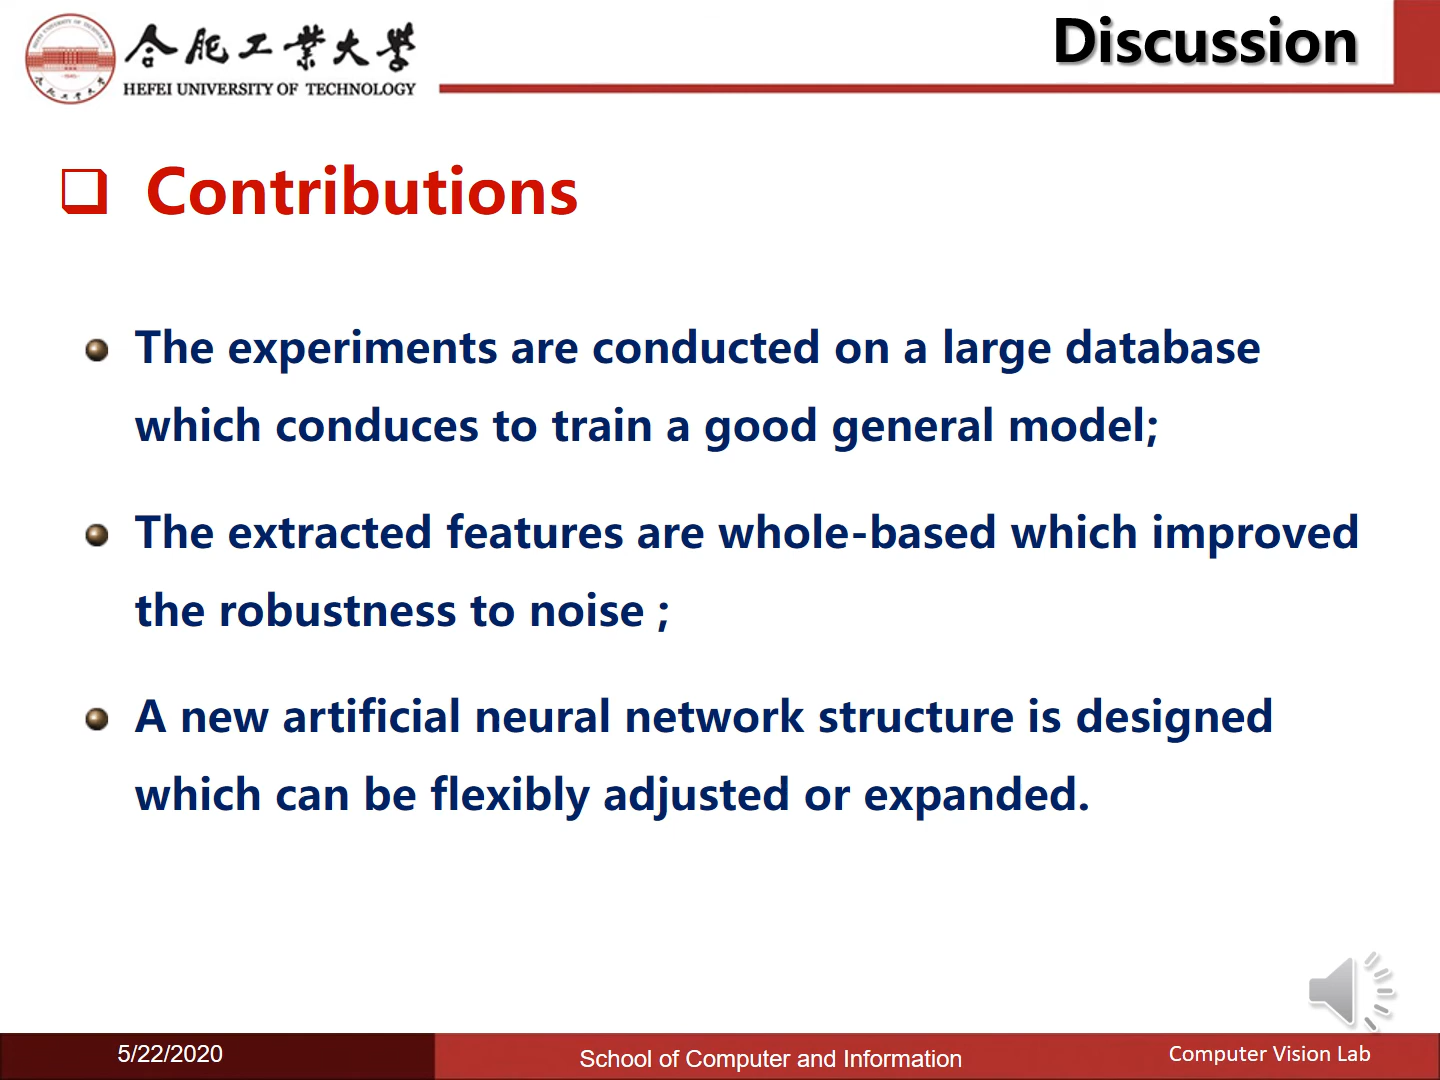 合肥工业大学
HEFEI UNIVERSITY OF TECHNOLOGY
Discussion
Contributions
The experiments are conducted on a large database
which conduces to train a good general model;
The extracted features are whole-based which improved
the robustness to noise ;
A new artificial neural network structure is designed
which can be flexibly adjusted or expanded.
5/22/2020
School of Computer and Information
Computer Vision Lab